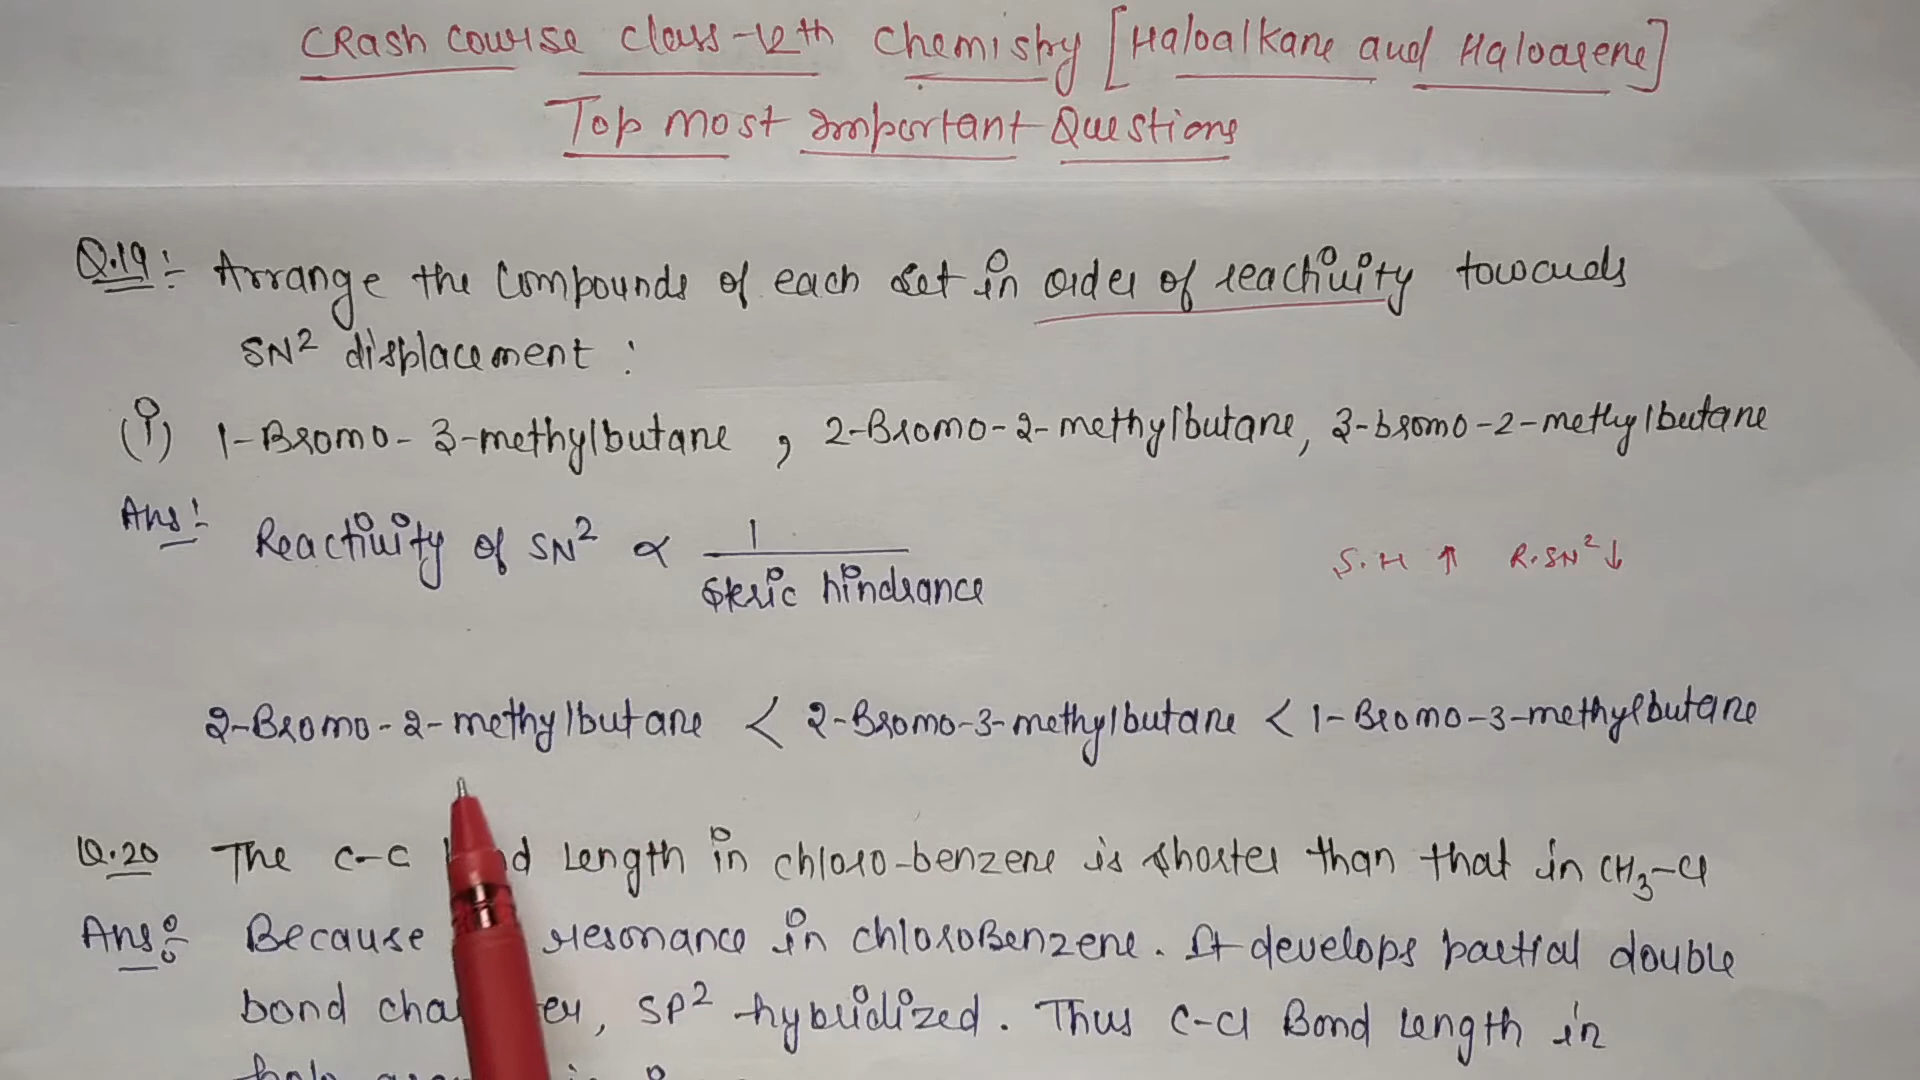 Crash course class-12th chemistry [Haloalkane and Haloarene]
Top most important Questions
Q.19:- Arrange the compounds of each set in order of reactivity towards
SN² displacement :
(i) 1-Bromo-3-methylbutane , 2-Bromo-2-methylbutane, 3-bromo-2-methylbutane
Ans:- Reactivity of SN² ∝ 1 / Steric hindrance
S.H ↑ R.SN² ↓
2-Bromo-2-methylbutane < 2-Bromo-3-methylbutane < 1-Bromo-3-methylbutane
Q.20 The C-C length in chloro-benzene is shorter than that in CH₃-Cl
Ans: Because resonance in chloroBenzene. It develops partial double
bond , SP² hybridized. Thus C-Cl Bond length in